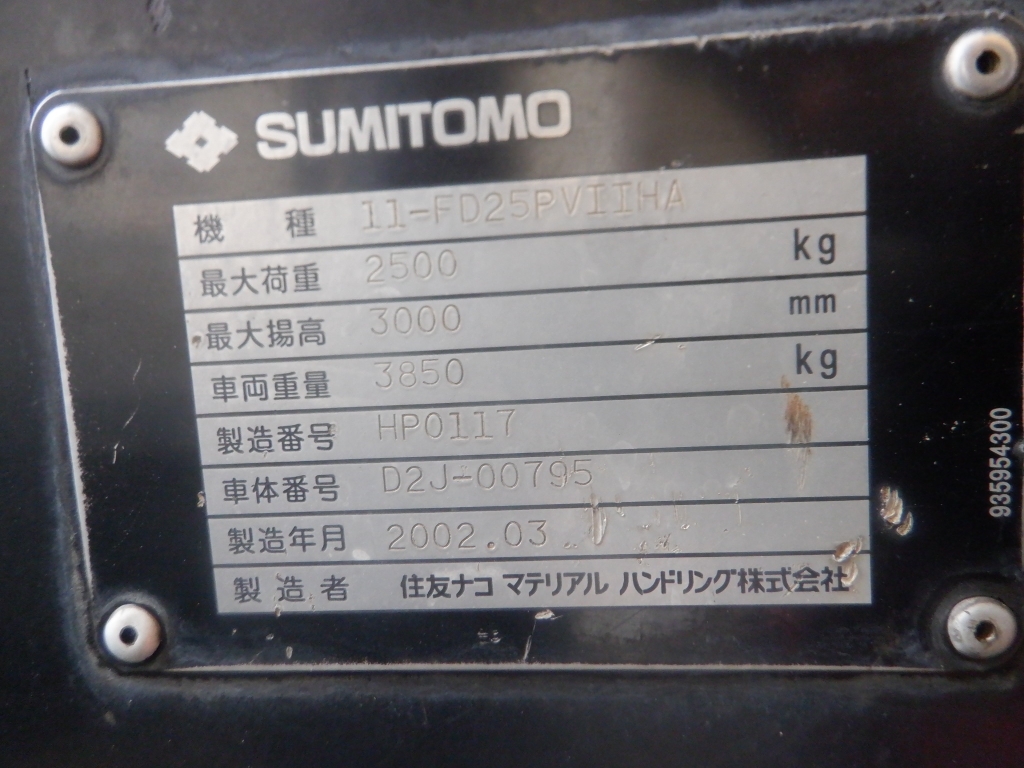 SUMITOMO
機種 11-FD25PVIIHA
最大荷重 2500 kg
最大揚高 3000 mm
車両重量 3850 kg
製造番号 HP0117
車体番号 D2J-00795
製造年月 2002.03
製造者 住友ナコ マテリアル ハンドリング株式会社
935954300